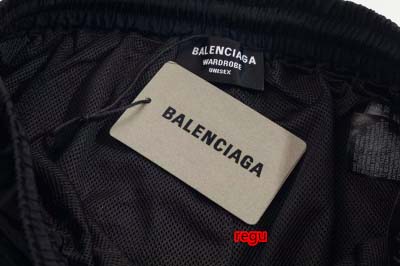 BALENCIAGA
WARDROBE
UNISEX
BALENCIAGA
regu